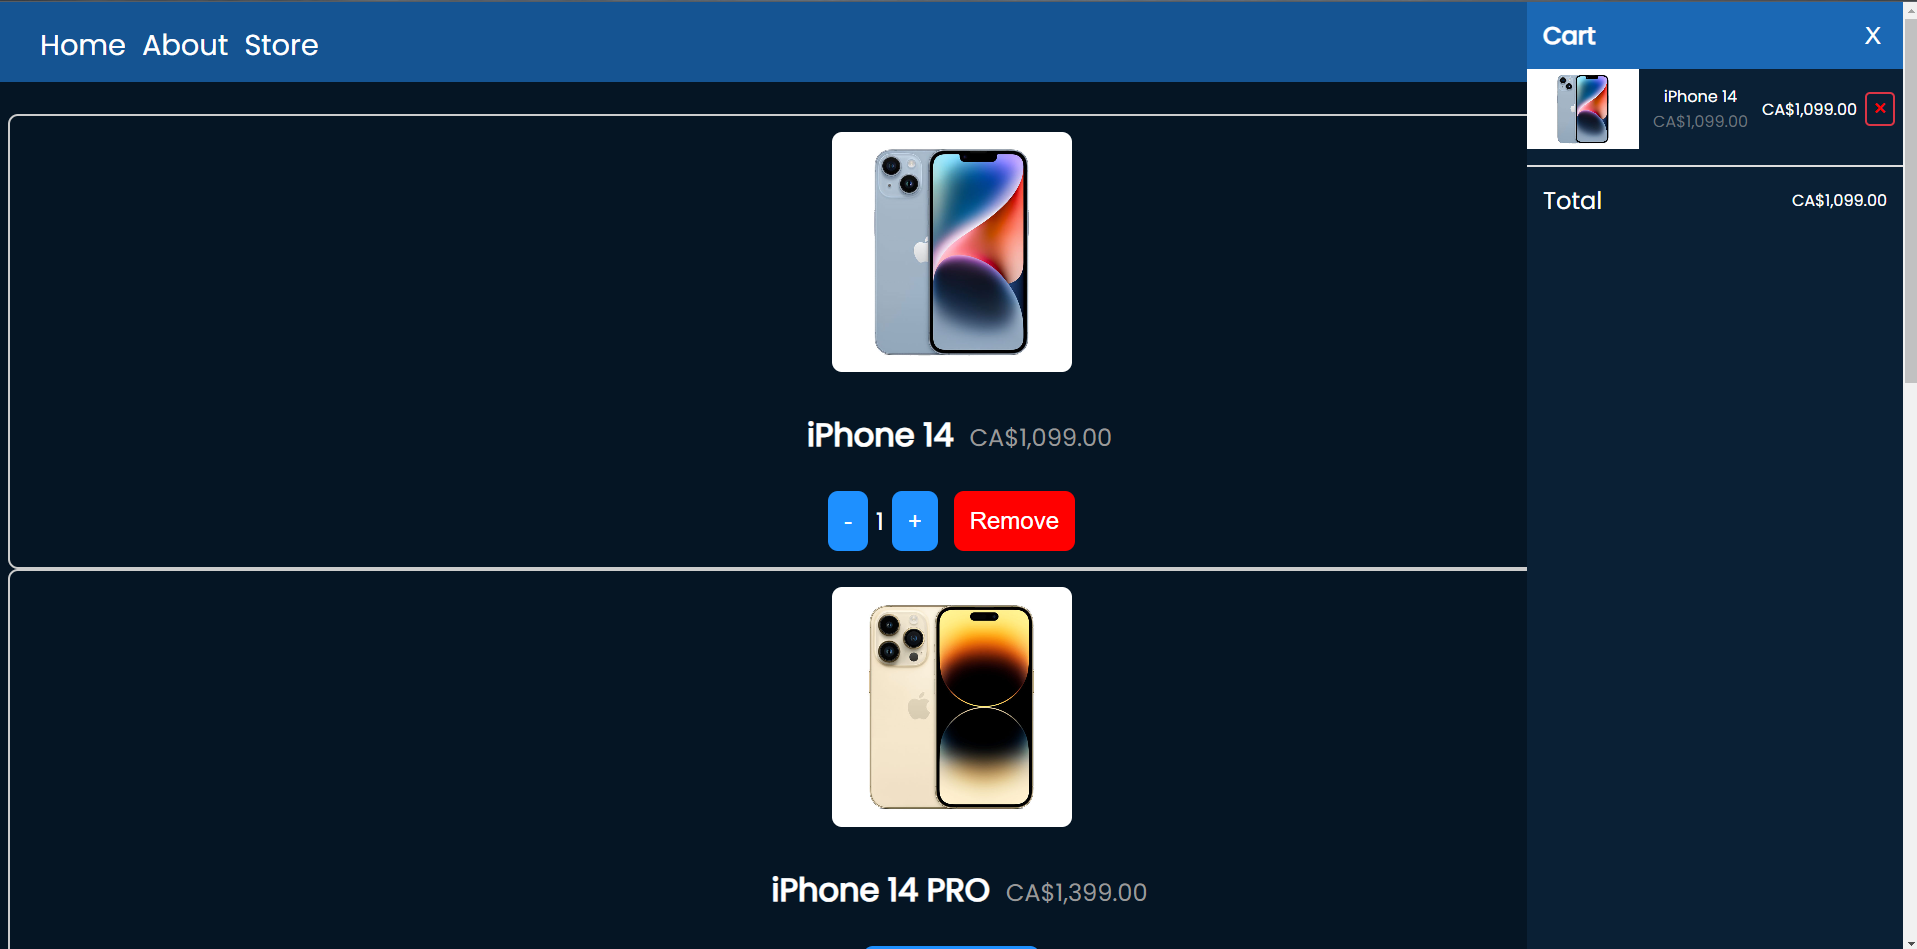 Home About Store
iPhone 14 CA$1,099.00
- 1 + Remove
iPhone 14 PRO CA$1,399.00
Cart X
iPhone 14
CA$1,099.00
CA$1,099.00 ×
Total CA$1,099.00